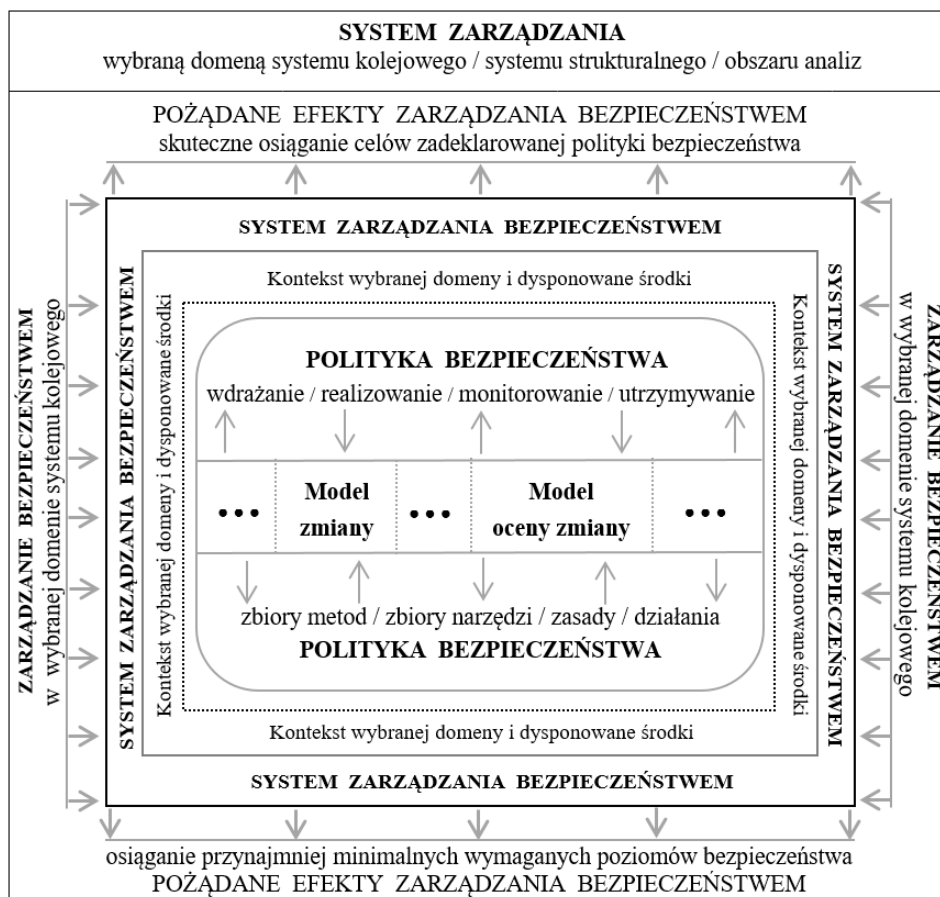 SYSTEM ZARZĄDZANIA
wybraną domeną systemu kolejowego / systemu strukturalnego / obszaru analiz
POŻĄDANE EFEKTY ZARZĄDZANIA BEZPIECZEŃSTWEM
skuteczne osiąganie celów zadeklarowanej polityki bezpieczeństwa
ZARZĄDZANIE BEZPIECZEŃSTWEM
w wybranej domenie systemu kolejowego
SYSTEM ZARZĄDZANIA BEZPIECZEŃSTWEM
SYSTEM ZARZĄDZANIA BEZPIECZEŃSTWEM
Kontekst wybranej domeny i dysponowane środki
Kontekst wybranej domeny i dysponowane środki
POLITYKA BEZPIECZEŃSTWA
wdrażanie / realizowanie / monitorowanie / utrzymywanie
•••
Model
zmiany
•••
Model
oceny zmiany
•••
zbiory metod / zbiory narzędzi / zasady / działania
POLITYKA BEZPIECZEŃSTWA
Kontekst wybranej domeny i dysponowane środki
Kontekst wybranej domeny i dysponowane środki
SYSTEM ZARZĄDZANIA BEZPIECZEŃSTWEM
SYSTEM ZARZĄDZANIA BEZPIECZEŃSTWEM
w wybranej domenie systemu kolejowego
ZARZĄDZANIE BEZPIECZEŃSTWEM
osiąganie przynajmniej minimalnych wymaganych poziomów bezpieczeństwa
POŻĄDANE EFEKTY ZARZĄDZANIA BEZPIECZEŃSTWEM